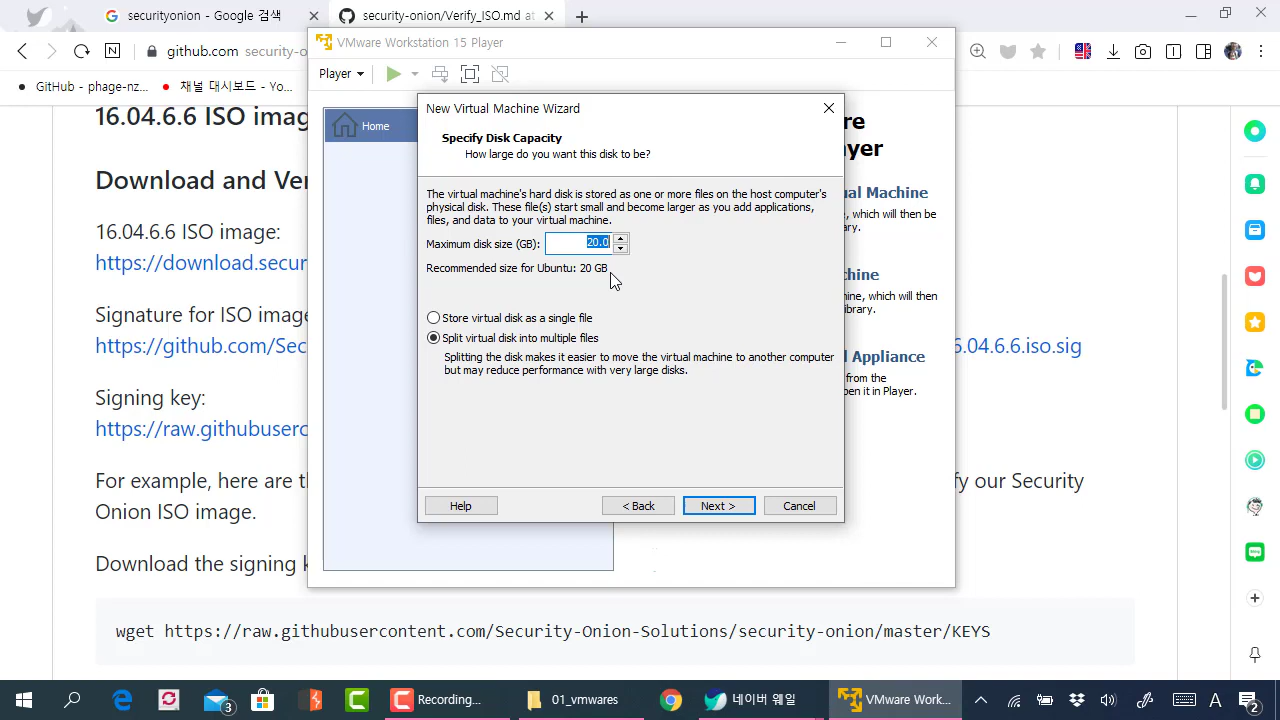 securityonion - Google 검색
security-onion/Verify_ISO.md at
github.com
security-o
GitHub - phage-nz...
채널 대시보드 - Yo...
VMware Workstation 15 Player
Player
Home
New Virtual Machine Wizard
Specify Disk Capacity
How large do you want this disk to be?
The virtual machine's hard disk is stored as one or more files on the host computer's
physical disk. These file(s) start small and become larger as you add applications,
files, and data to your virtual machine.
Maximum disk size (GB):
20.0
Recommended size for Ubuntu: 20 GB
Store virtual disk as a single file
Split virtual disk into multiple files
Splitting the disk makes it easier to move the virtual machine to another computer
but may reduce performance with very large disks.
Help
< Back
Next >
Cancel
re
ayer
ual Machine
e, which will then be
rary.
chine
hine, which will then
library.
l Appliance
from the
pen it in Player.
16.04.6.6 ISO imag
Download and Ver
16.04.6.6 ISO image:
https://download.secur
Signature for ISO image
https://github.com/Sec
6.04.6.6.iso.sig
Signing key:
https://raw.githubuserc
For example, here are th
fy our Security
Onion ISO image.
Download the signing k
wget https://raw.githubusercontent.com/Security-Onion-Solutions/security-onion/master/KEYS
3
Recording...
01_vmwares
네이버 웨일
VMware Work...
A
2